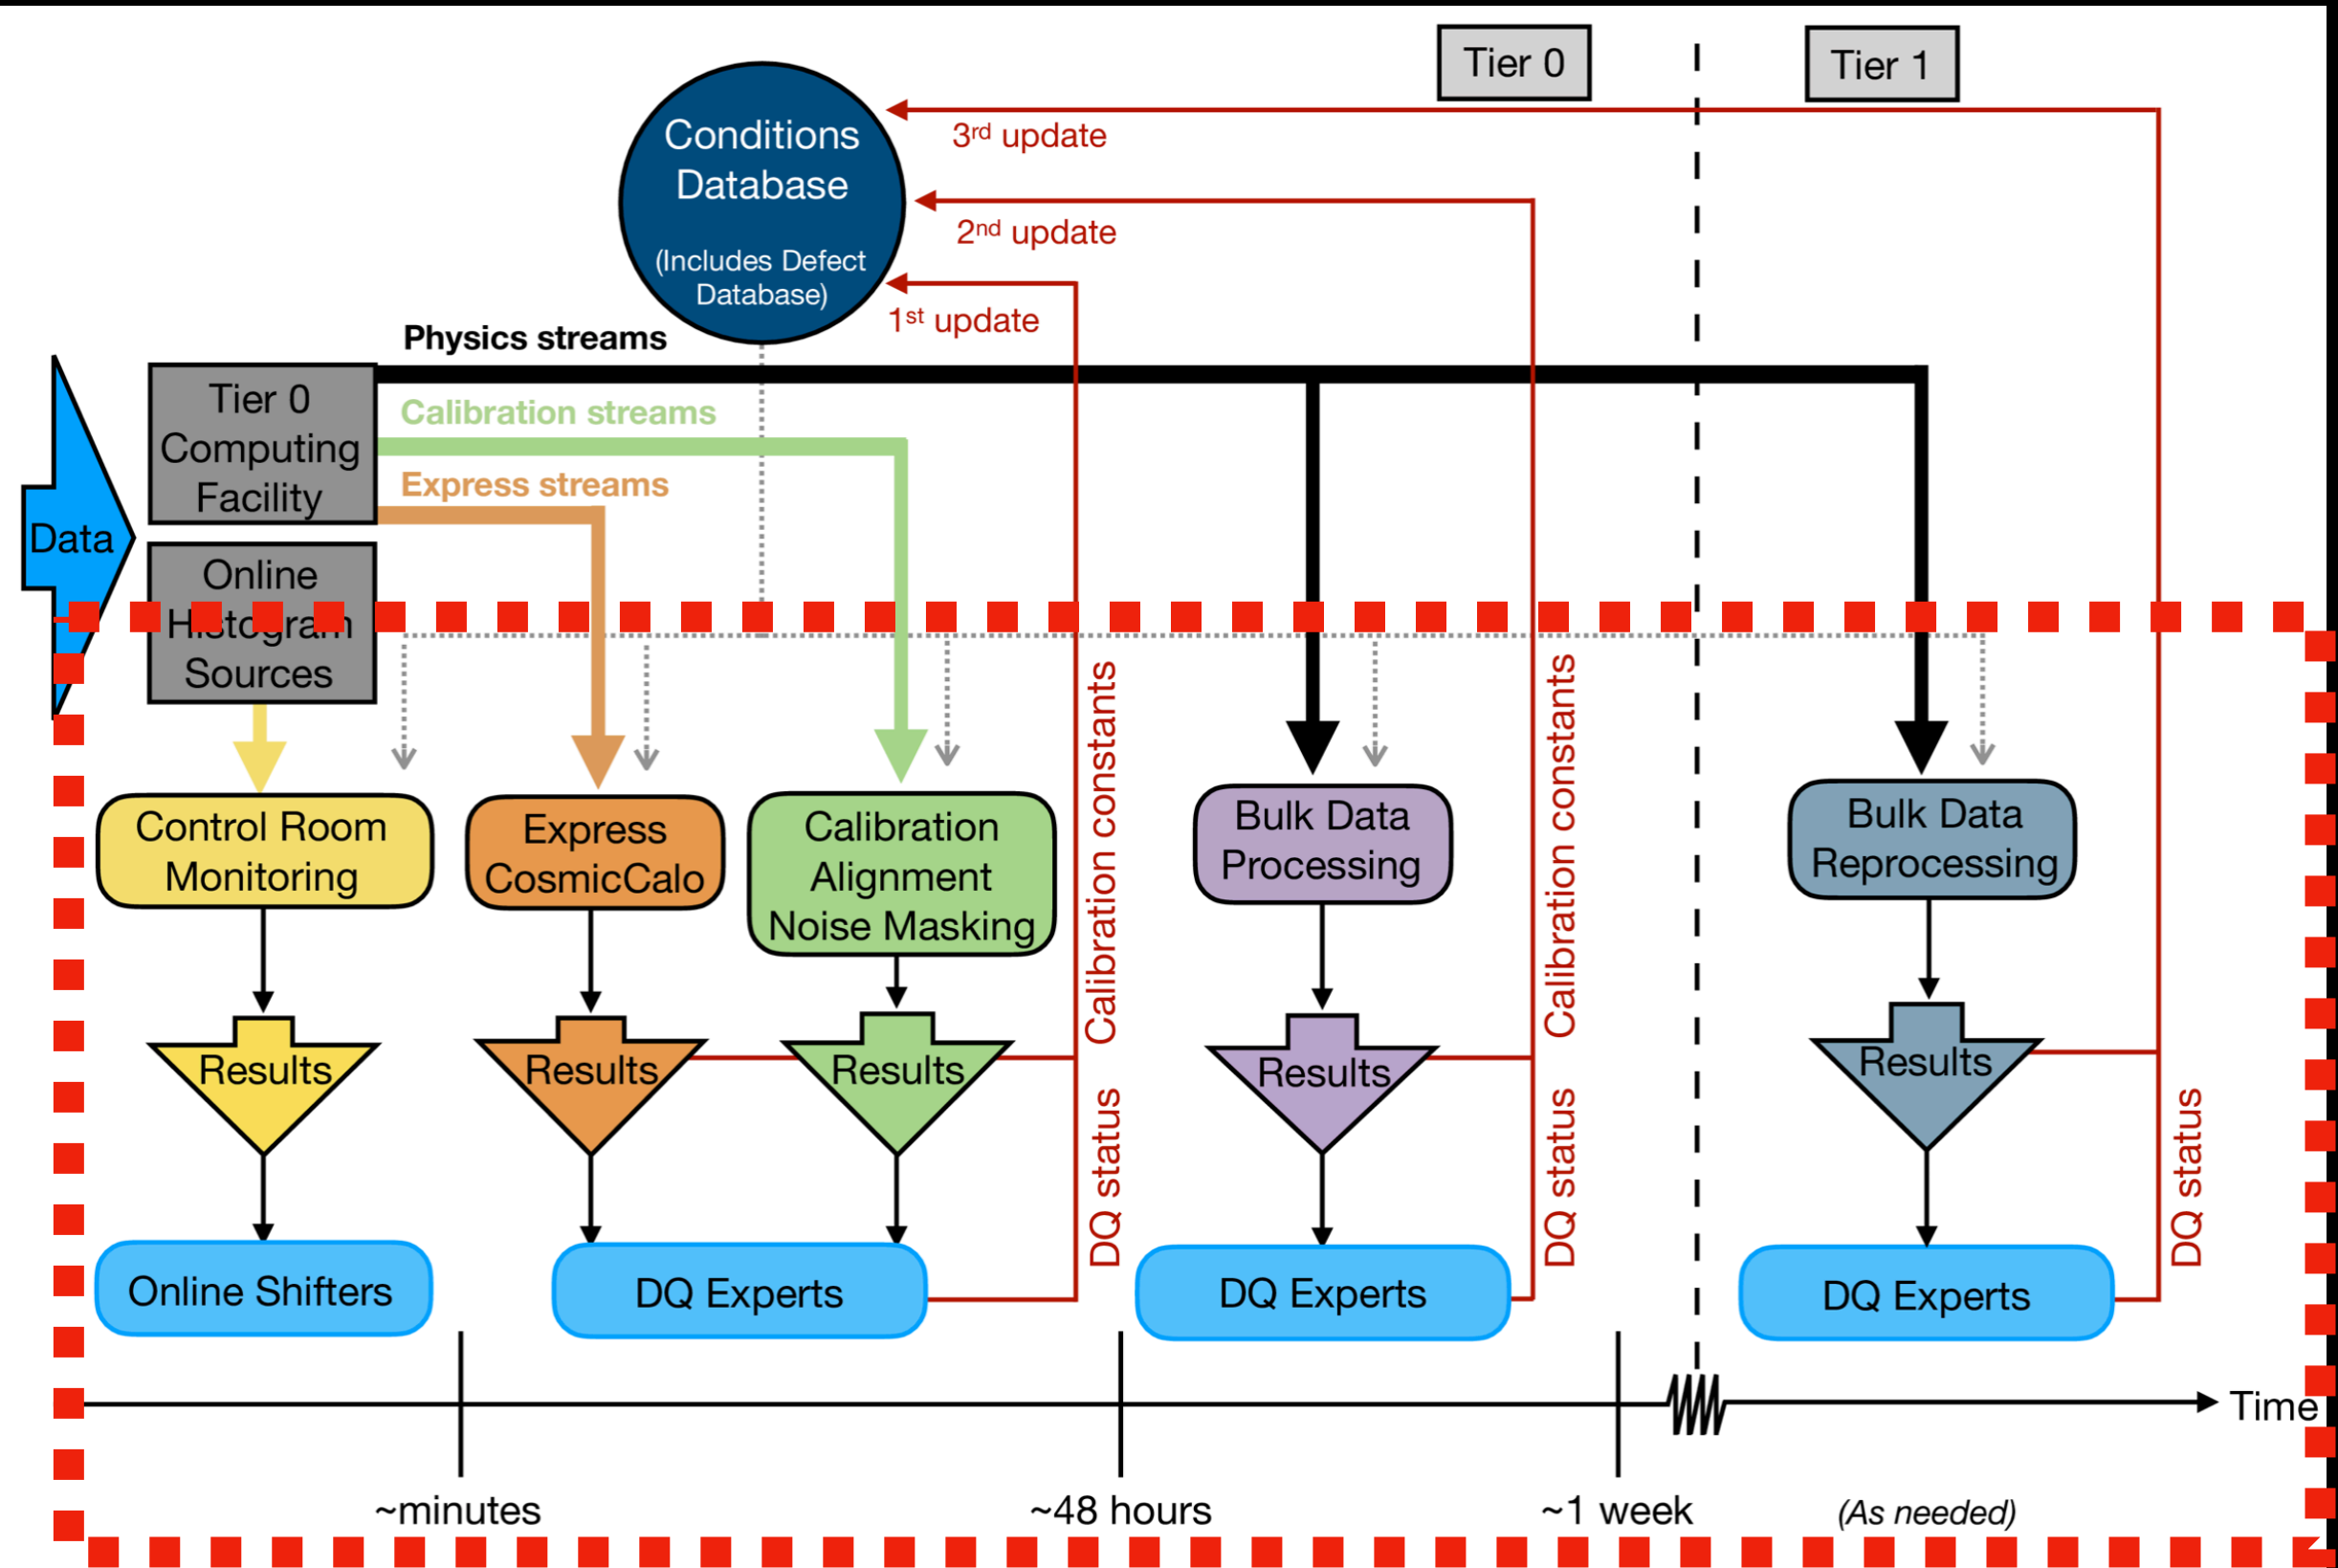 Tier 0
Tier 1
Conditions
Database
(Includes Defect
Database)
3rd update
2nd update
1st update
Physics streams
Calibration streams
Express streams
Data
Tier 0
Computing
Facility
Online
Histogram
Sources
Control Room
Monitoring
Express
CosmicCalo
Calibration
Alignment
Noise Masking
Bulk Data
Processing
Bulk Data
Reprocessing
Calibration constants
Calibration constants
Results
Results
Results
Results
Results
DQ status
DQ status
DQ status
Online Shifters
DQ Experts
DQ Experts
DQ Experts
Time
~minutes
~48 hours
~1 week
(As needed)